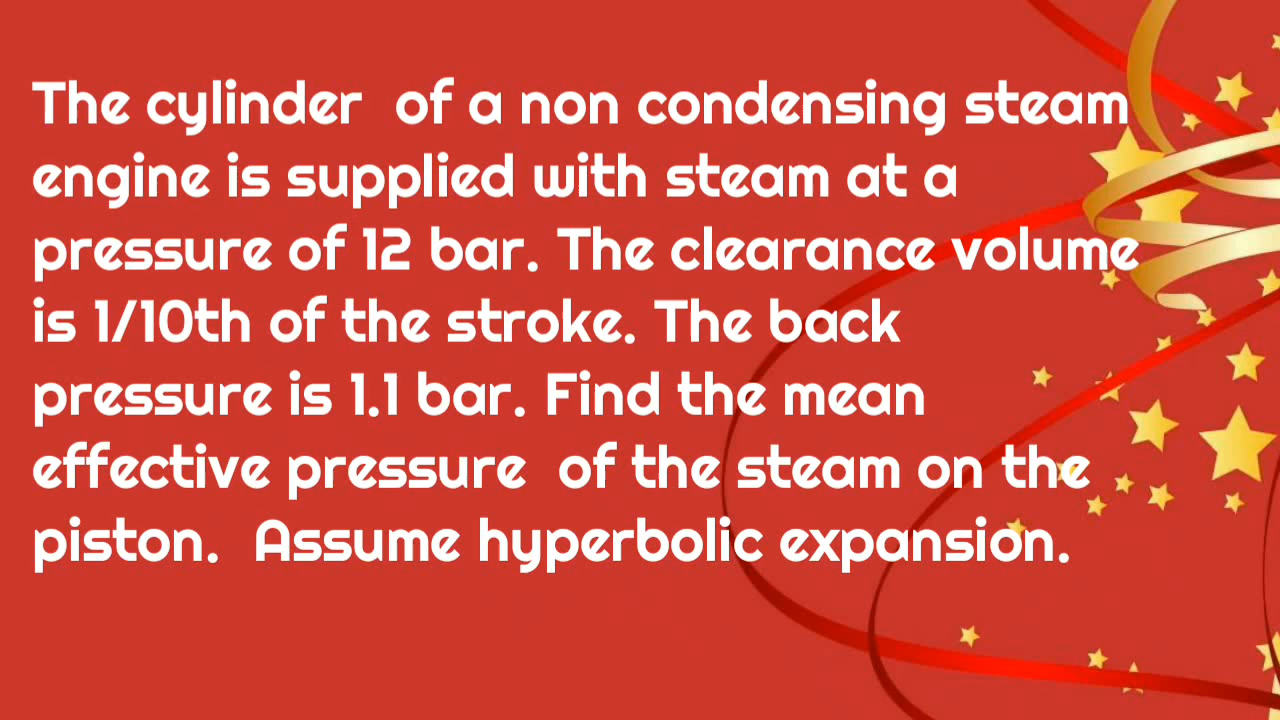 The cylinder of a non condensing steam
engine is supplied with steam at a
pressure of 12 bar. The clearance volume
is 1/10th of the stroke. The back
pressure is 1.1 bar. Find the mean
effective pressure of the steam on the
piston. Assume hyperbolic expansion.